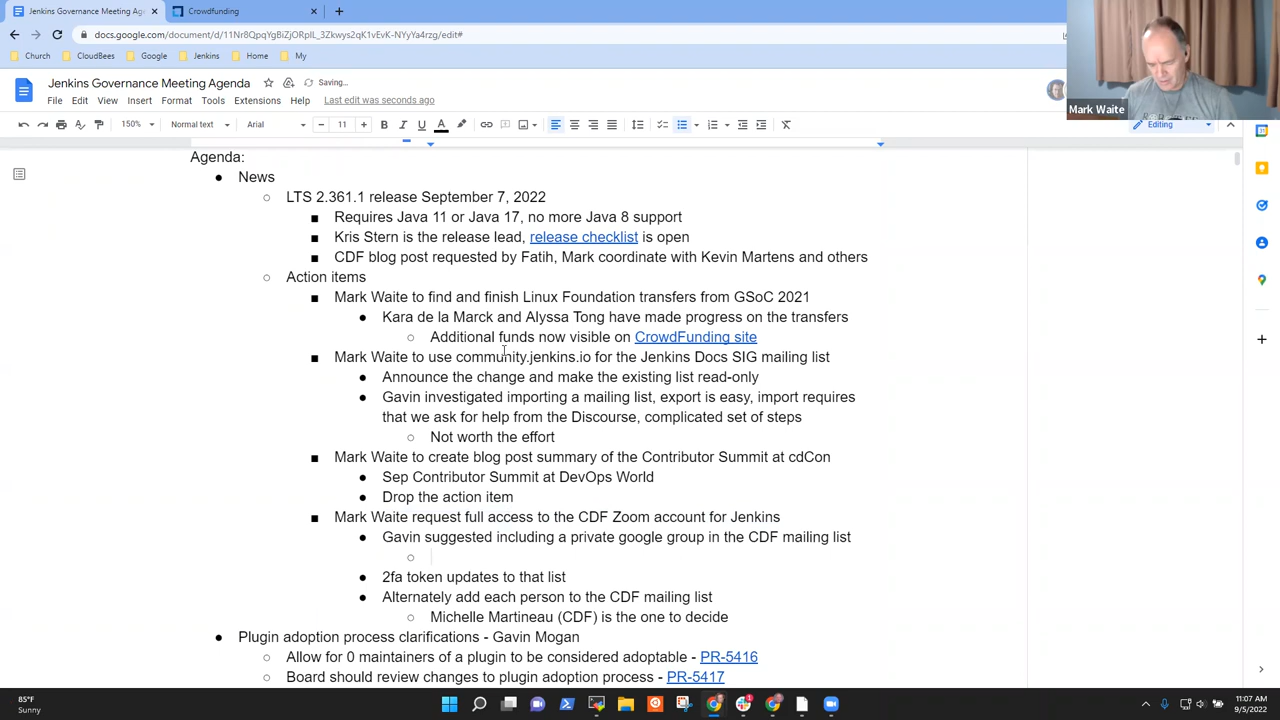 Jenkins Governance Meeting Age
Crowdfunding
docs.google.com/document/d/11Nr8QpqYgBiZjORpIL_3Zkwys2qK1vEvK-NYyYa4rzg/edit#
Church CloudBees Google Jenkins Home My
Jenkins Governance Meeting Agenda Saving...
File Edit View Insert Format Tools Extensions Help Last edit was seconds ago
Mark Waite
150% Normal text Arial 11 Editing
Agenda:
News
LTS 2.361.1 release September 7, 2022
Requires Java 11 or Java 17, no more Java 8 support
Kris Stern is the release lead, release checklist is open
CDF blog post requested by Fatih, Mark coordinate with Kevin Martens and others
Action items
Mark Waite to find and finish Linux Foundation transfers from GSoC 2021
Kara de la Marck and Alyssa Tong have made progress on the transfers
Additional funds now visible on CrowdFunding site
Mark Waite to use community.jenkins.io for the Jenkins Docs SIG mailing list
Announce the change and make the existing list read-only
Gavin investigated importing a mailing list, export is easy, import requires
that we ask for help from the Discourse, complicated set of steps
Not worth the effort
Mark Waite to create blog post summary of the Contributor Summit at cdCon
Sep Contributor Summit at DevOps World
Drop the action item
Mark Waite request full access to the CDF Zoom account for Jenkins
Gavin suggested including a private google group in the CDF mailing list
2fa token updates to that list
Alternately add each person to the CDF mailing list
Michelle Martineau (CDF) is the one to decide
Plugin adoption process clarifications - Gavin Mogan
Allow for 0 maintainers of a plugin to be considered adoptable - PR-5416
Board should review changes to plugin adoption process - PR-5417
85°F
Sunny
11:07 AM
9/5/2022